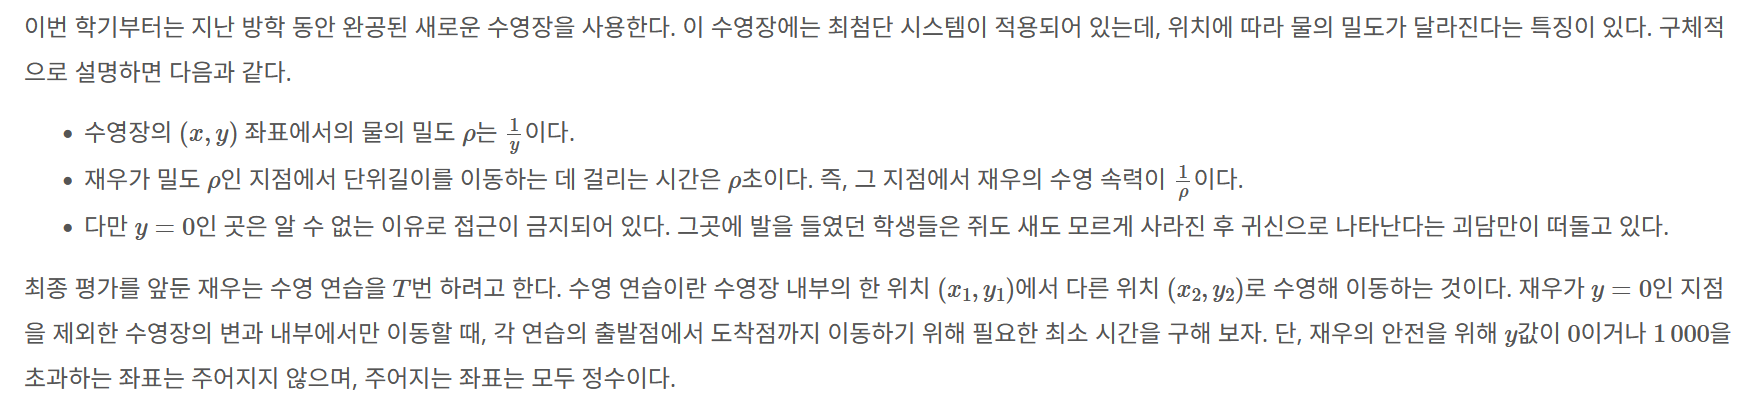 이번 학기부터는 지난 방학 동안 완공된 새로운 수영장을 사용한다. 이 수영장에는 최첨단 시스템이 적용되어 있는데, 위치에 따라 물의 밀도가 달라진다는 특징이 있다. 구체적
으로 설명하면 다음과 같다.
• 수영장의 (x, y) 좌표에서의 물의 밀도 ρ는 1/y이다.
• 재우가 밀도 ρ인 지점에서 단위길이를 이동하는 데 걸리는 시간은 ρ초이다. 즉, 그 지점에서 재우의 수영 속력이 1/ρ이다.
• 다만 y = 0인 곳은 알 수 없는 이유로 접근이 금지되어 있다. 그곳에 발을 들였던 학생들은 쥐도 새도 모르게 사라진 후 귀신으로 나타난다는 괴담만이 떠돌고 있다.
최종 평가를 앞둔 재우는 수영 연습을 T번 하려고 한다. 수영 연습이란 수영장 내부의 한 위치 (x₁, y₁)에서 다른 위치 (x₂, y₂)로 수영해 이동하는 것이다. 재우가 y = 0인 지점
을 제외한 수영장의 변과 내부에서만 이동할 때, 각 연습의 출발점에서 도착점까지 이동하기 위해 필요한 최소 시간을 구해 보자. 단, 재우의 안전을 위해 y값이 0이거나 1 000을
초과하는 좌표는 주어지지 않으며, 주어지는 좌표는 모두 정수이다.